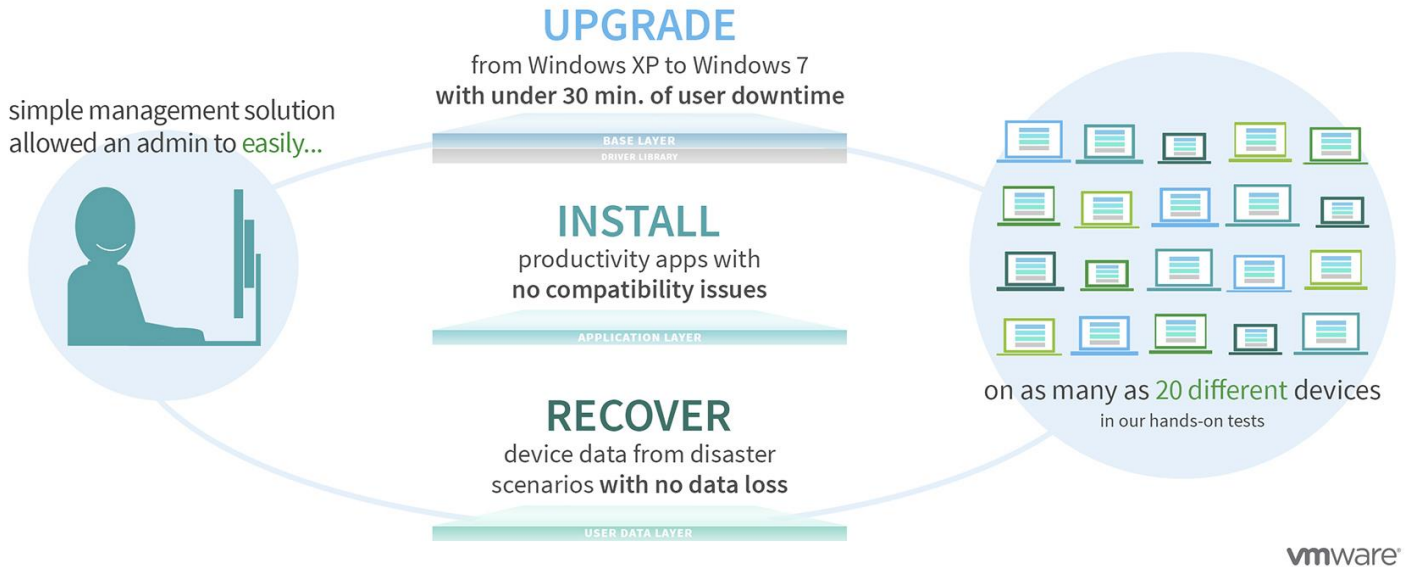 simple management solution
allowed an admin to easily...
UPGRADE
from Windows XP to Windows 7
with under 30 min. of user downtime
BASE LAYER
DRIVER LIBRARY
INSTALL
productivity apps with
no compatibility issues
APPLICATION LAYER
RECOVER
device data from disaster
scenarios with no data loss
USER DATA LAYER
on as many as 20 different devices
in our hands-on tests
vmware®